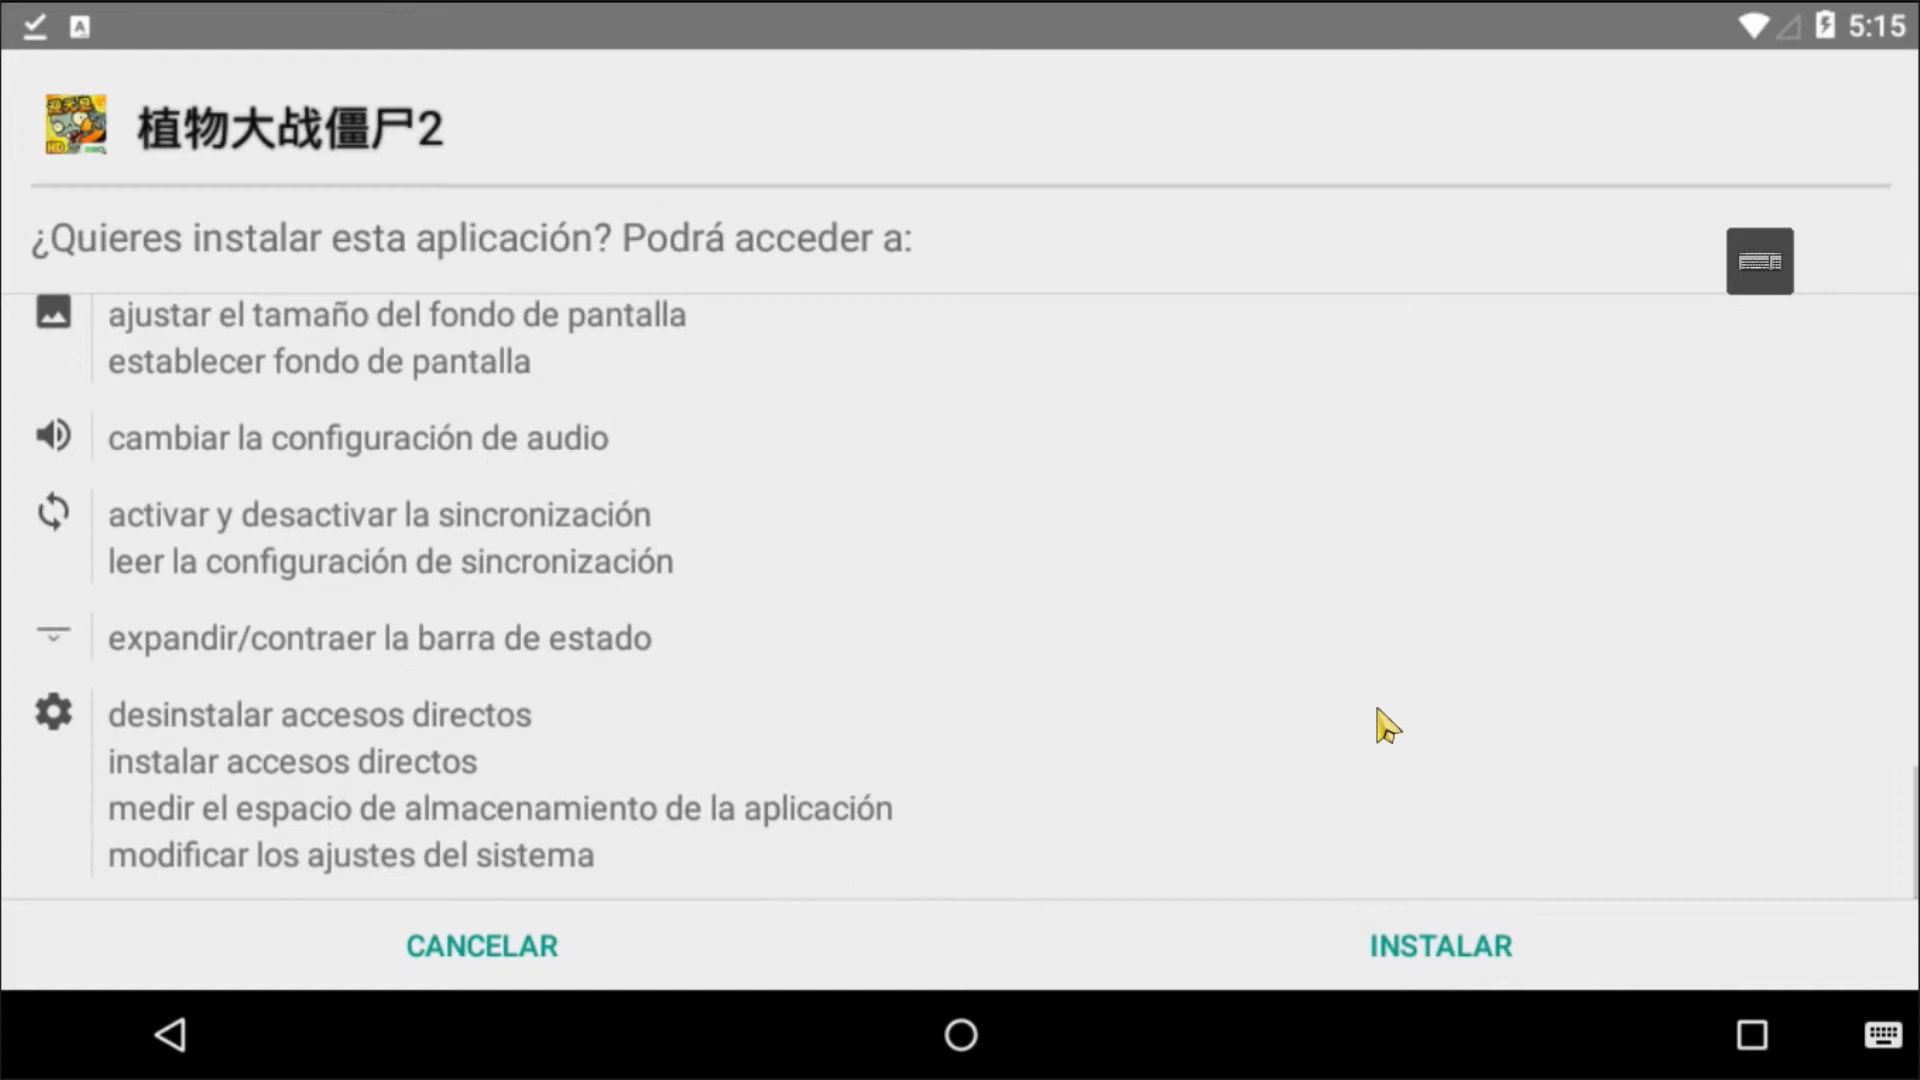 5:15
植物大战僵尸2
¿Quieres instalar esta aplicación? Podrá acceder a:
ajustar el tamaño del fondo de pantalla
establecer fondo de pantalla
cambiar la configuración de audio
activar y desactivar la sincronización
leer la configuración de sincronización
expandir/contraer la barra de estado
desinstalar accesos directos
instalar accesos directos
medir el espacio de almacenamiento de la aplicación
modificar los ajustes del sistema
CANCELAR
INSTALAR